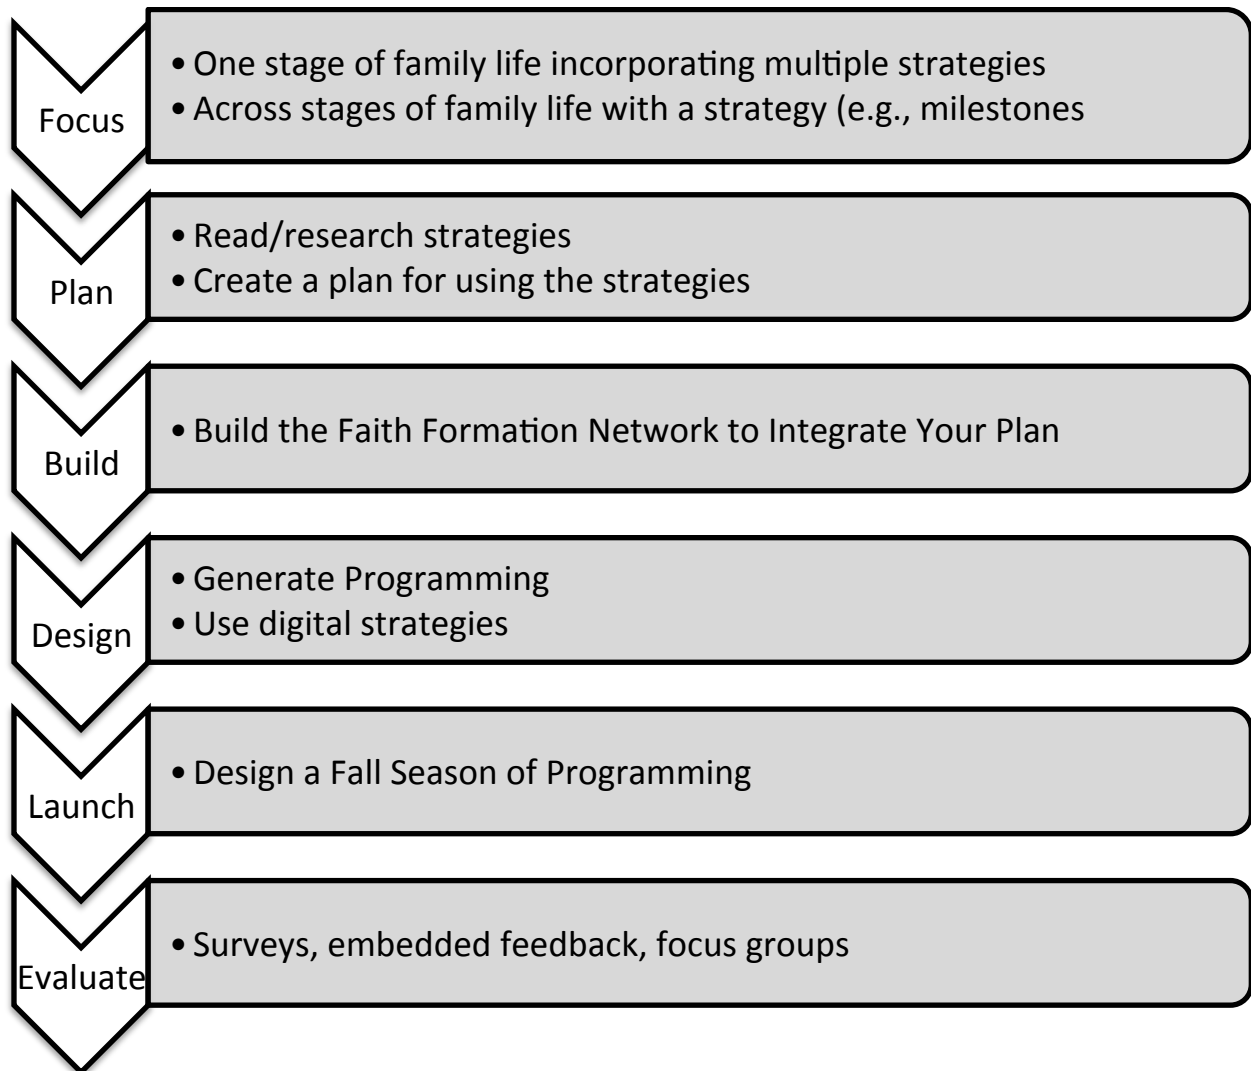 Focus
• One stage of family life incorporating multiple strategies
• Across stages of family life with a strategy (e.g., milestones
Plan
• Read/research strategies
• Create a plan for using the strategies
Build
• Build the Faith Formation Network to Integrate Your Plan
Design
• Generate Programming
• Use digital strategies
Launch
• Design a Fall Season of Programming
Evaluate
• Surveys, embedded feedback, focus groups